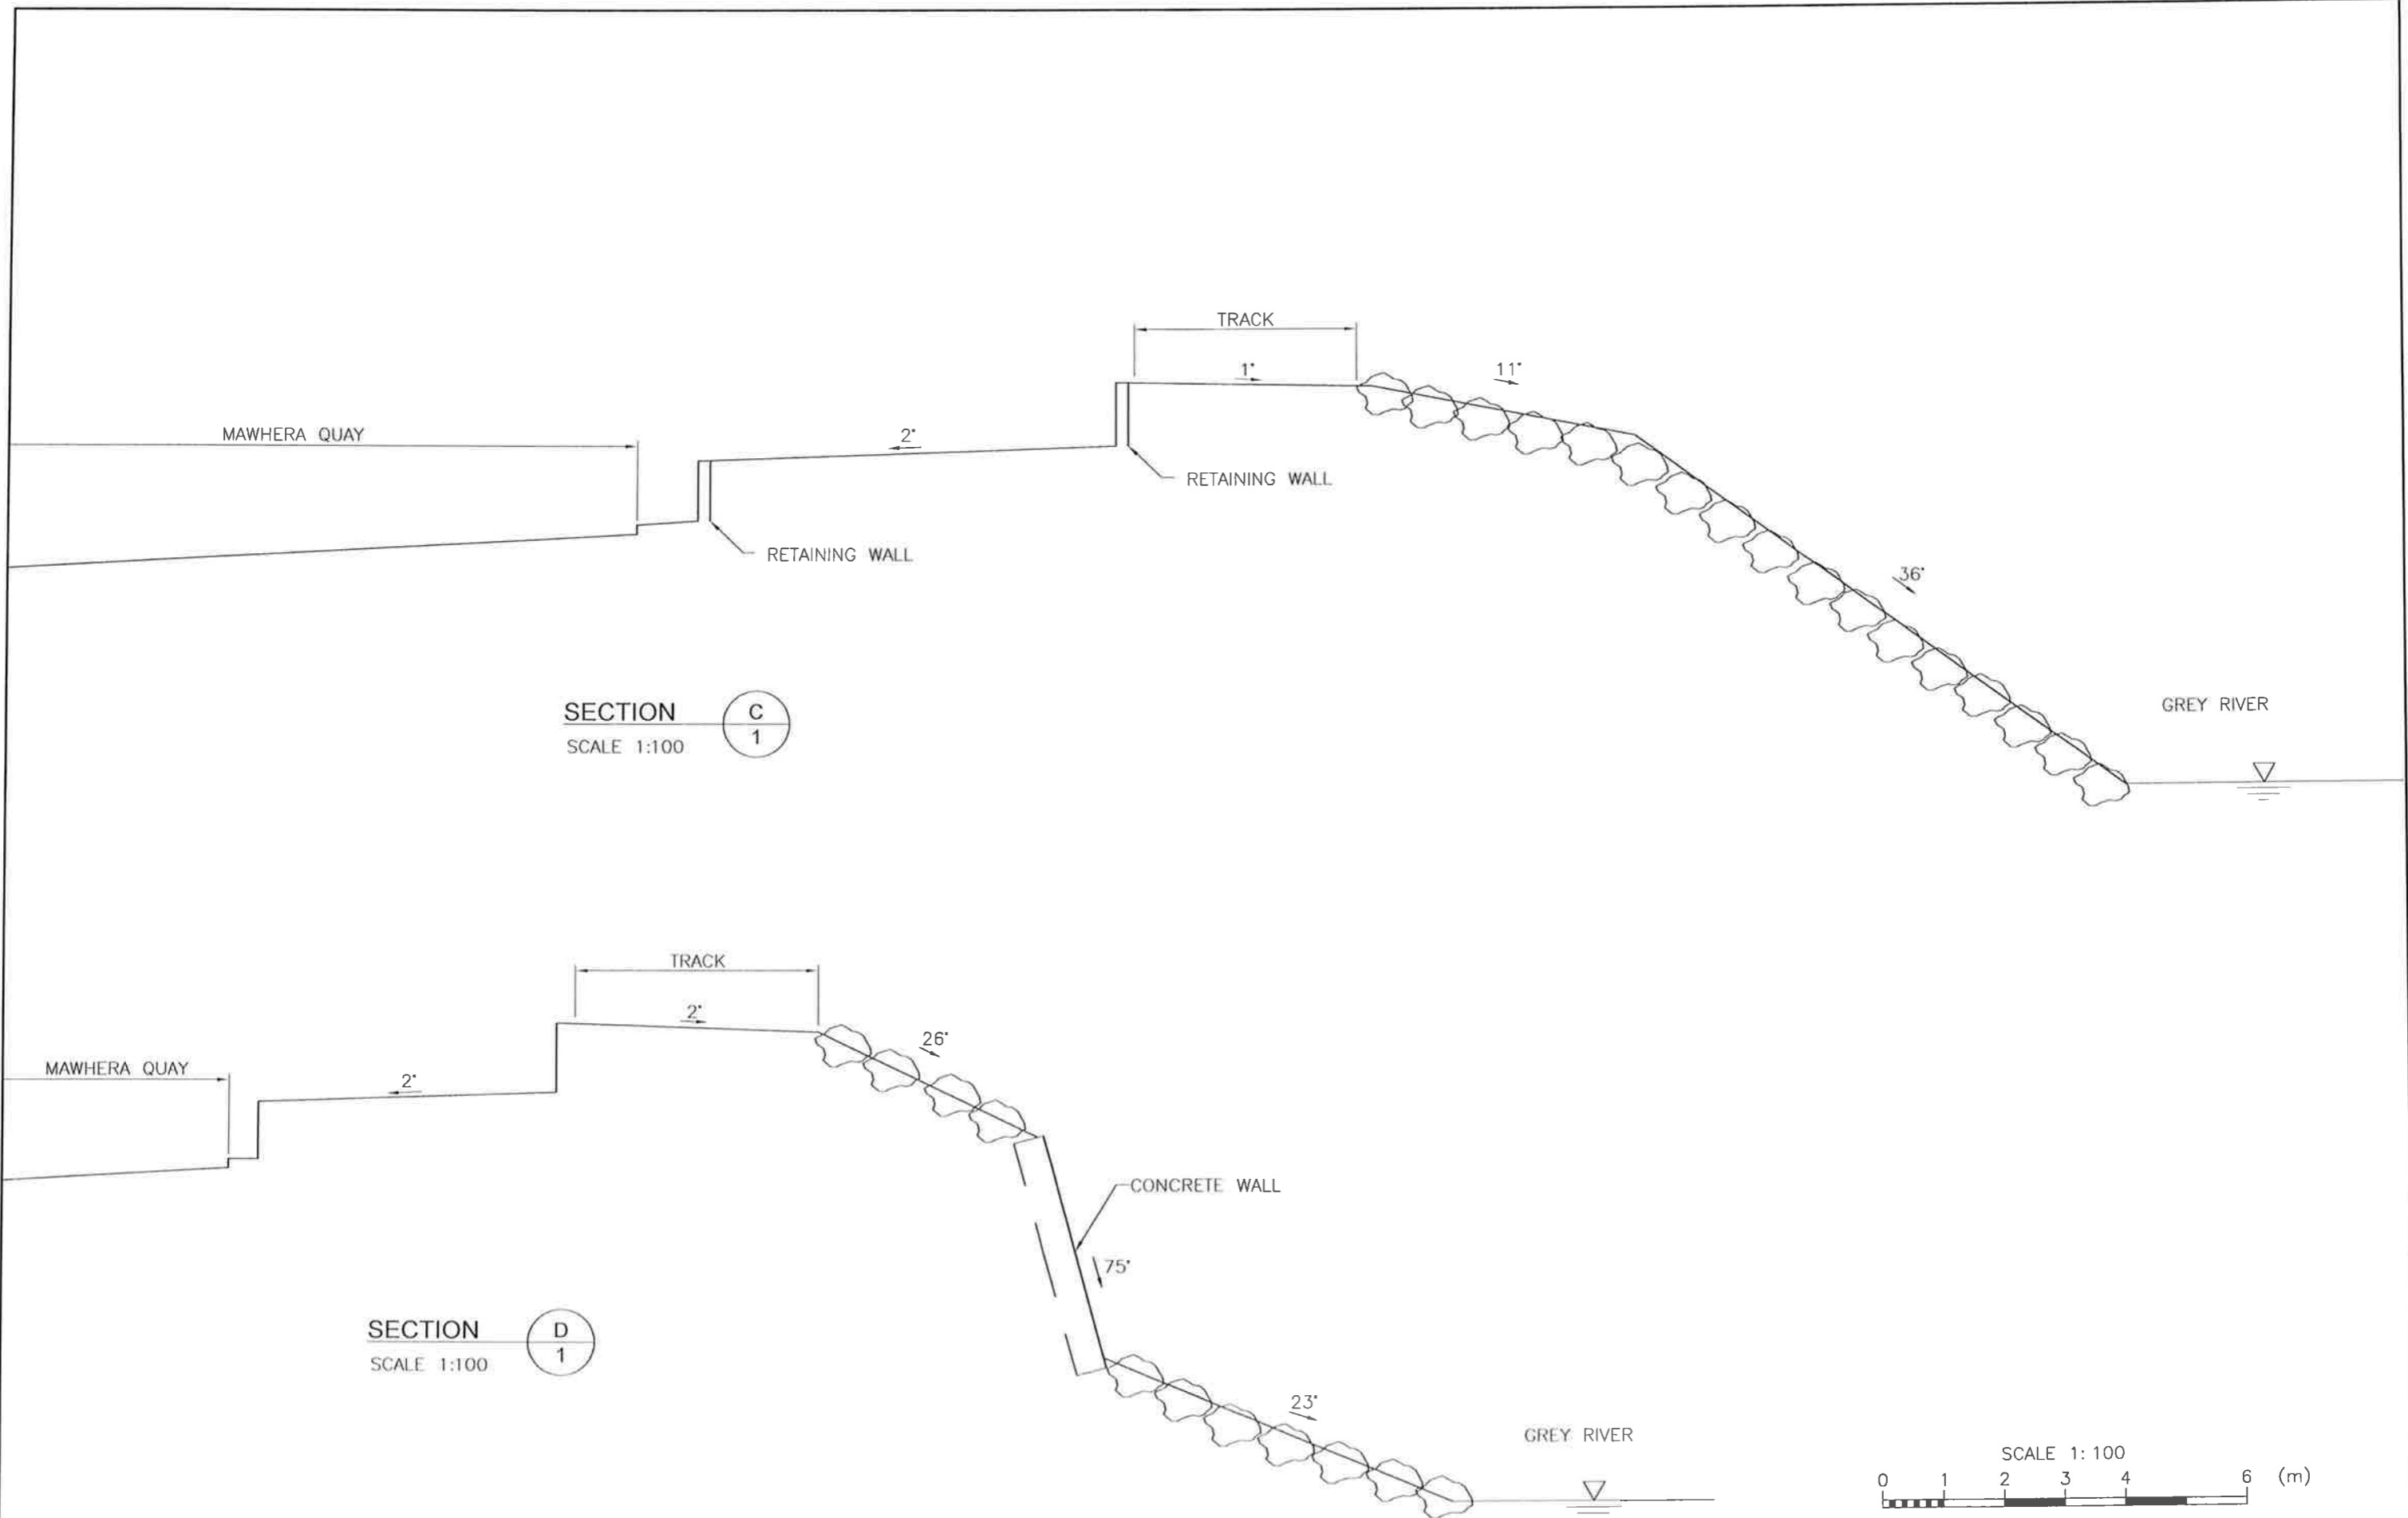 TRACK
1°
11°
MAWHERA QUAY
2°
RETAINING WALL
RETAINING WALL
36°
SECTION
SCALE 1:100
C
1
GREY RIVER
TRACK
2°
26°
MAWHERA QUAY
2°
CONCRETE WALL
75°
SECTION
SCALE 1:100
D
1
23°
GREY RIVER
SCALE 1: 100
0 1 2 3 4 6 (m)